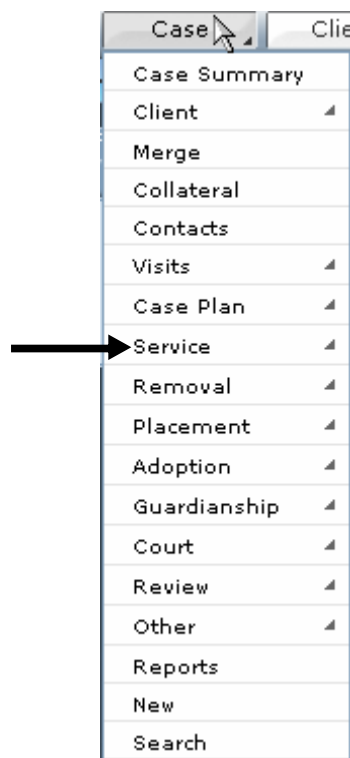 Case Clie
Case Summary
Client
Merge
Collateral
Contacts
Visits
Case Plan
Service
Removal
Placement
Adoption
Guardianship
Court
Review
Other
Reports
New
Search